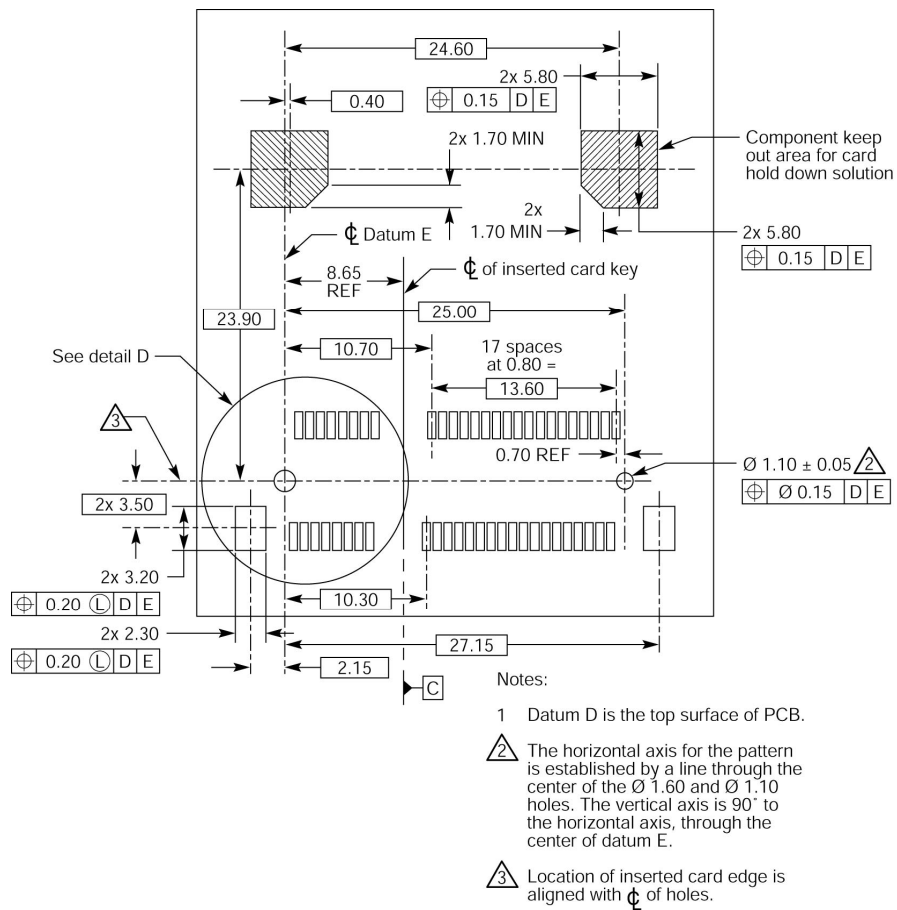 24.60
2x 5.80
⌖ 0.15 D E
0.40
2x 1.70 MIN
Component keep
out area for card
hold down solution
2x
1.70 MIN
2x 5.80
⌖ 0.15 D E
℄ Datum E
8.65
REF
℄ of inserted card key
23.90
25.00
See detail D
10.70
17 spaces
at 0.80 =
13.60
3
0.70 REF
Ø 1.10 ± 0.05 2
⌖ Ø 0.15 D E
2x 3.50
2x 3.20
⌖ 0.20 Ⓛ D E
10.30
2x 2.30
⌖ 0.20 Ⓛ D E
27.15
2.15
C
Notes:
1 Datum D is the top surface of PCB.
2 The horizontal axis for the pattern
is established by a line through the
center of the Ø 1.60 and Ø 1.10
holes. The vertical axis is 90° to
the horizontal axis, through the
center of datum E.
3 Location of inserted card edge is
aligned with ℄ of holes.